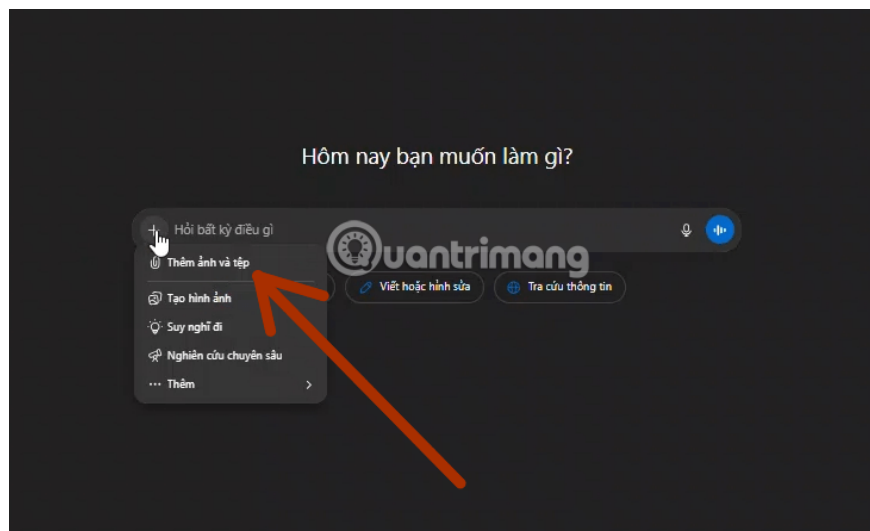 Hôm nay bạn muốn làm gì?
Hỏi bất kỳ điều gì
Quantrimang
Thêm ảnh và tệp
Viết hoặc hỉnh sửa
Tra cứu thông tin
Tạo hình ảnh
Suy nghĩ đi
Nghiên cứu chuyên sâu
Thêm